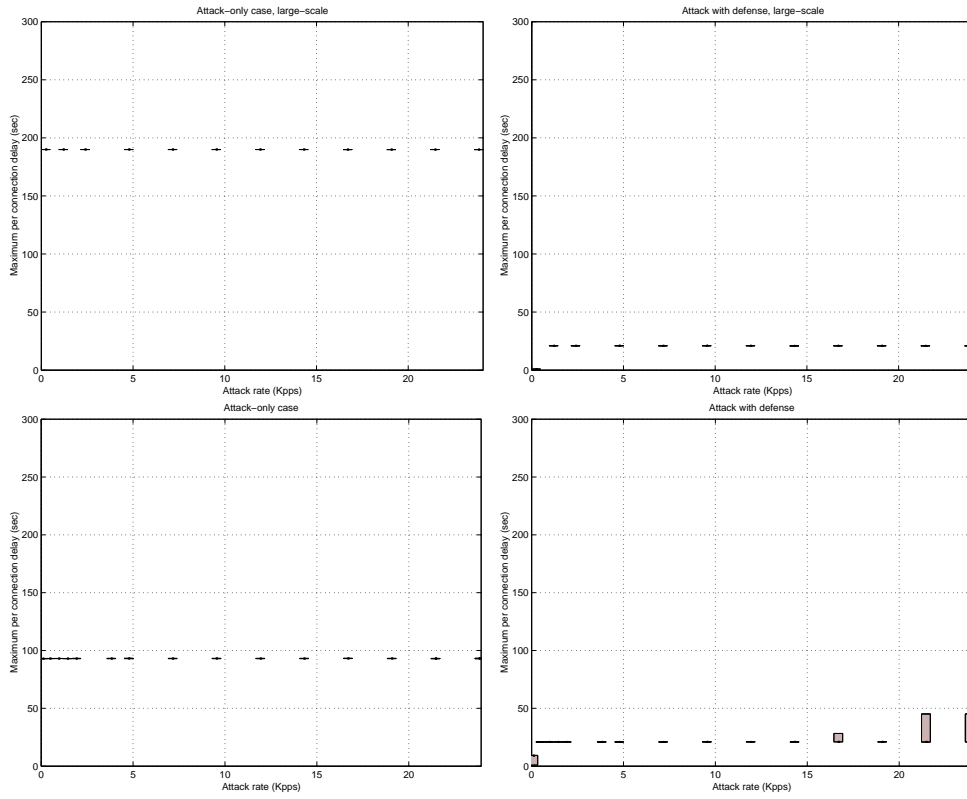 Attack−only case, large−scale
Maximum per connection delay (sec)
300
250
200
150
100
50
0
0 5 10 15 20
Attack rate (Kpps)
Attack with defense, large−scale
Maximum per connection delay (sec)
300
250
200
150
100
50
0
0 5 10 15 20
Attack rate (Kpps)
Attack−only case
Maximum per connection delay (sec)
300
250
200
150
100
50
0
0 5 10 15 20
Attack rate (Kpps)
Attack with defense
Maximum per connection delay (sec)
300
250
200
150
100
50
0
0 5 10 15 20
Attack rate (Kpps)